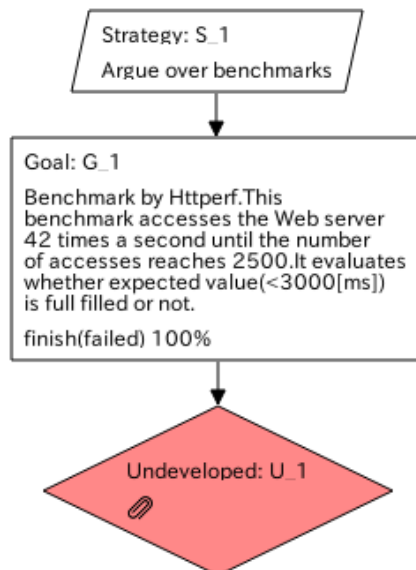 Strategy: S_1
Argue over benchmarks
Goal: G_1
Benchmark by Httperf.This
benchmark accesses the Web server
42 times a second until the number
of accesses reaches 2500.It evaluates
whether expected value(<3000[ms])
is full filled or not.
finish(failed) 100%
Undeveloped: U_1